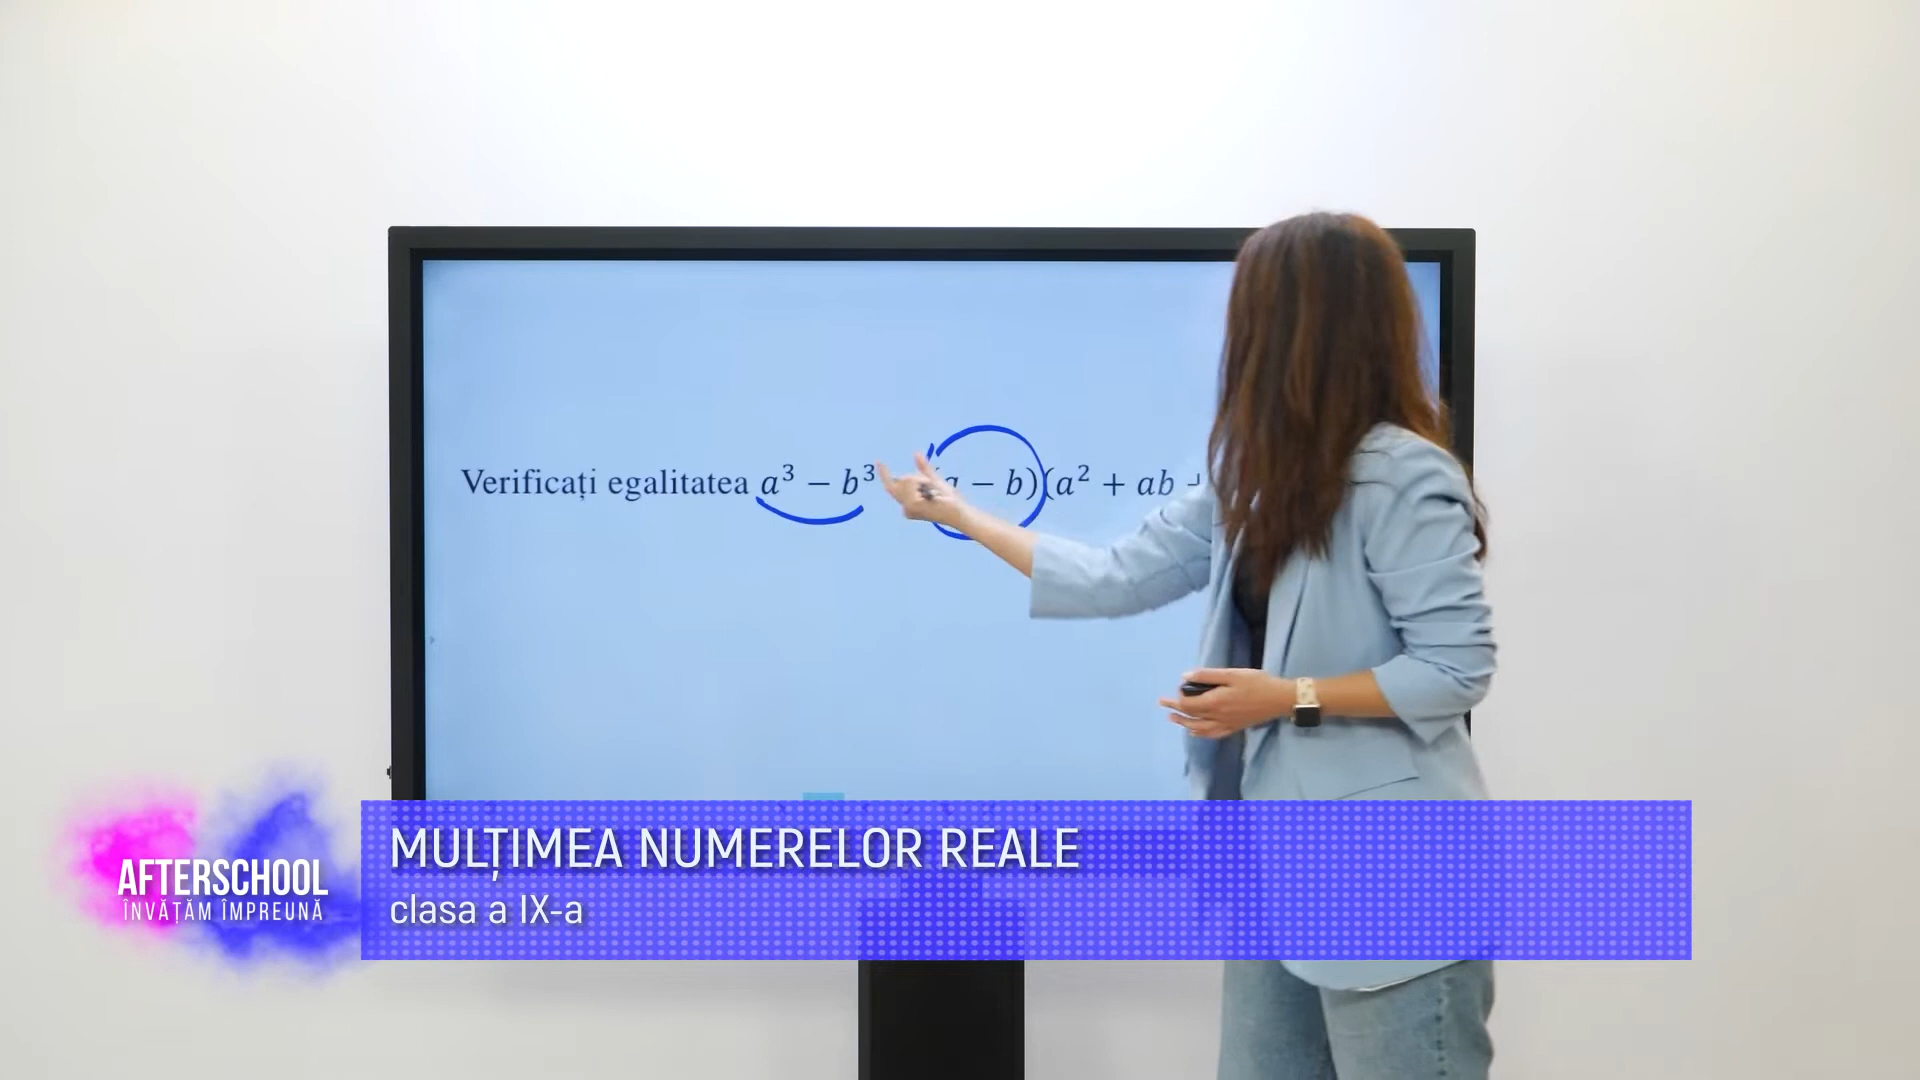 Verificați egalitatea a³ − b³ a − b)(a² + ab +
MULȚIMEA NUMERELOR REALE
clasa a IX-a
AFTERSCHOOL
ÎNVĂȚĂM ÎMPREUNĂ